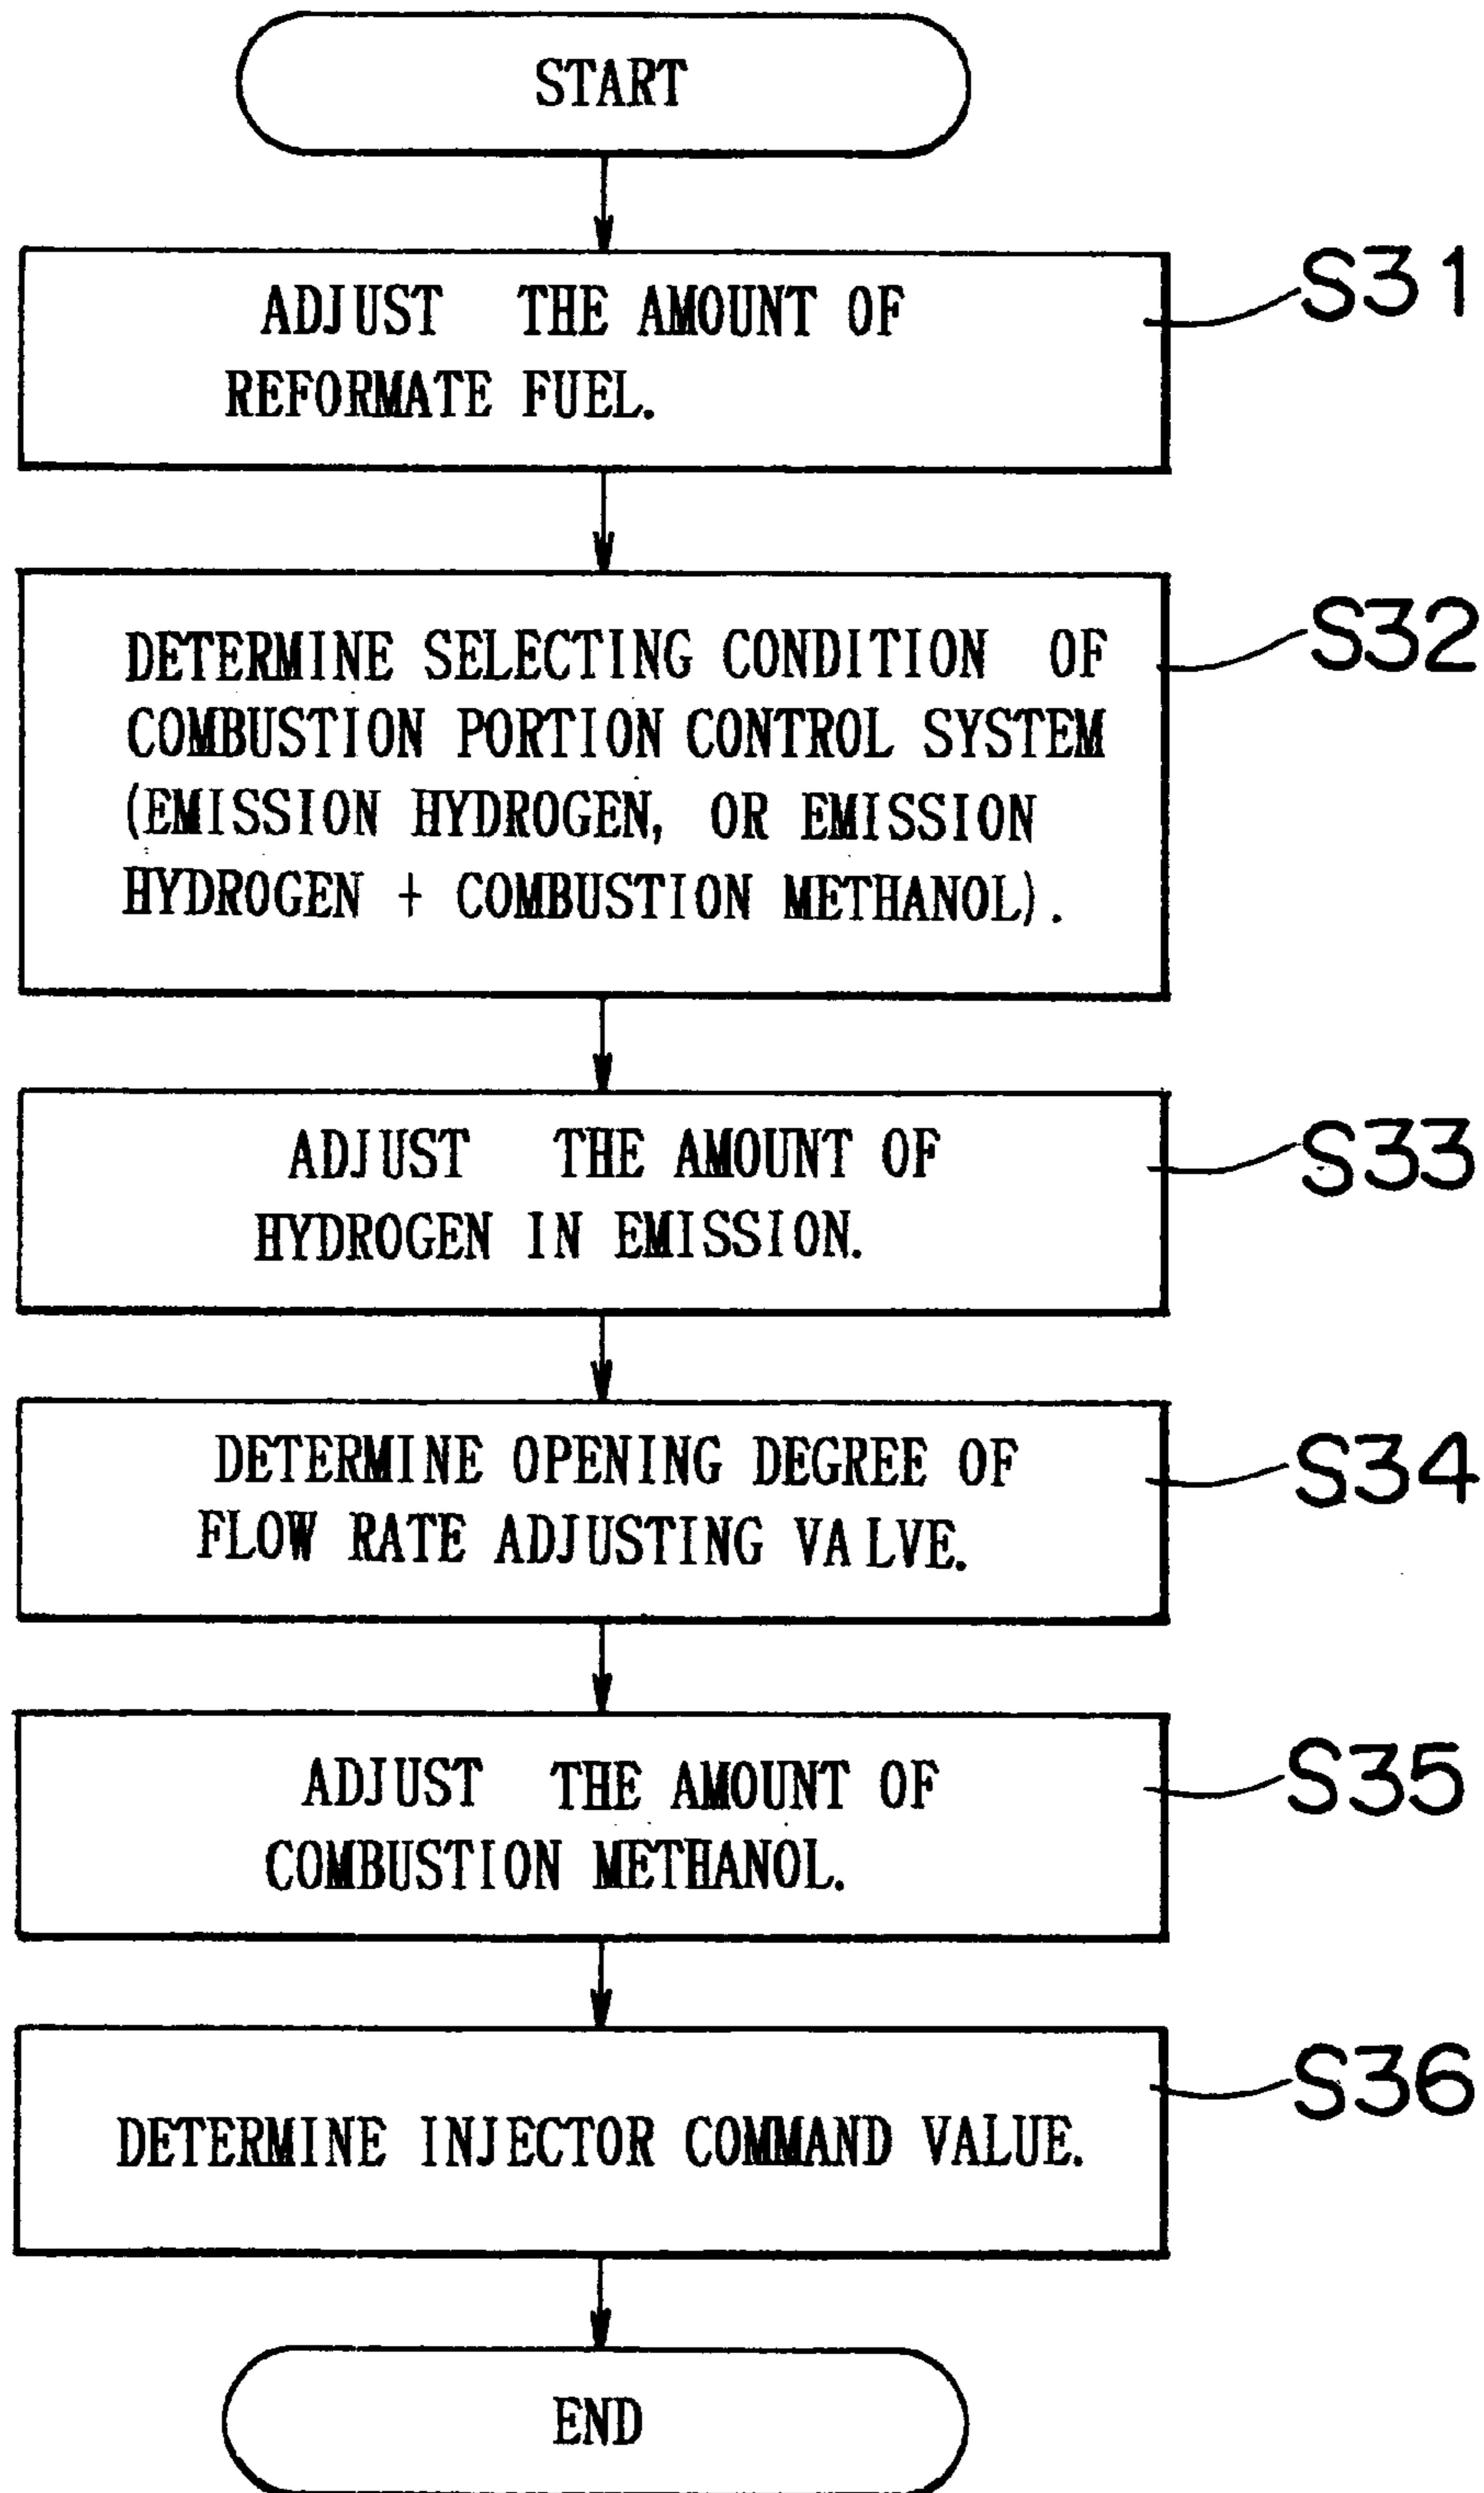 START
ADJUST THE AMOUNT OF
REFORMATE FUEL.
S31
DETERMINE SELECTING CONDITION OF
COMBUSTION PORTION CONTROL SYSTEM
(EMISSION HYDROGEN, OR EMISSION
HYDROGEN + COMBUSTION METHANOL).
S32
ADJUST THE AMOUNT OF
HYDROGEN IN EMISSION.
S33
DETERMINE OPENING DEGREE OF
FLOW RATE ADJUSTING VALVE.
S34
ADJUST THE AMOUNT OF
COMBUSTION METHANOL.
S35
DETERMINE INJECTOR COMMAND VALUE.
S36
END